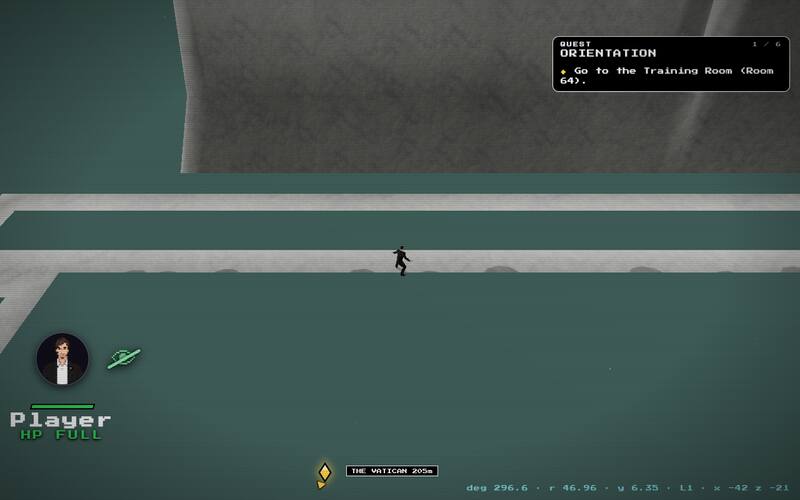 QUEST
1 / 6
ORIENTATION
Go to the Training Room (Room
64).
Player
HP FULL
THE VATICAN 205m
deg 296.6 · r 46.96 · y 6.35 · L1 · x -42 z -21